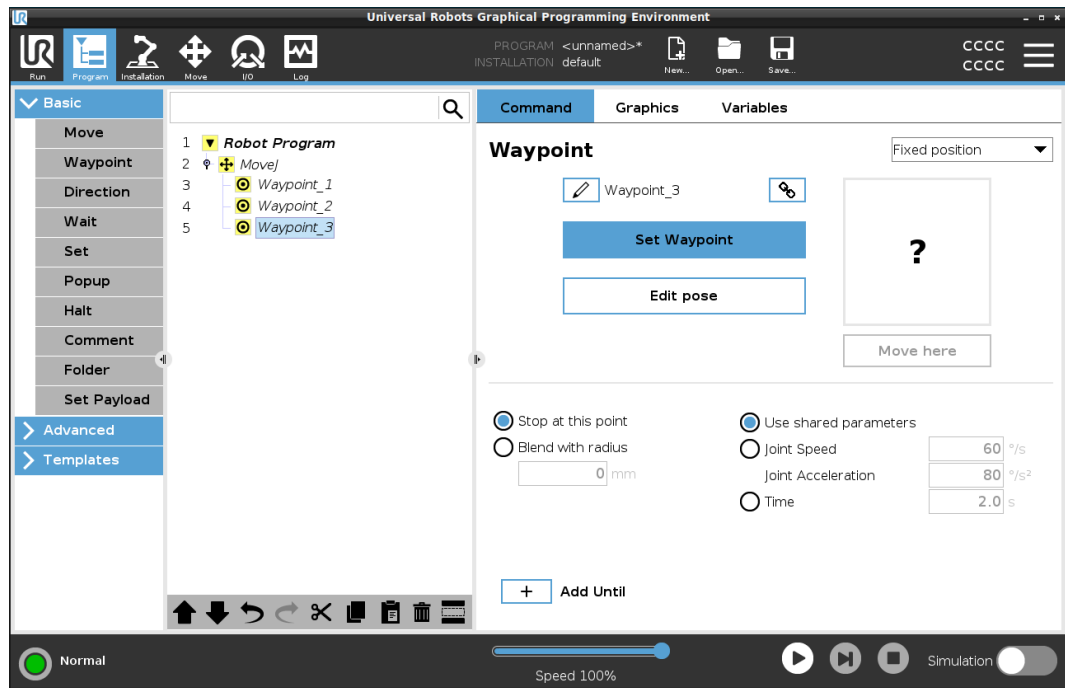 Universal Robots Graphical Programming Environment
Run
Program
Installation
Move
I/O
Log
PROGRAM <unnamed>*
INSTALLATION default
New...
Open...
Save...
CCCC
CCCC
Basic
Move
Waypoint
Direction
Wait
Set
Popup
Halt
Comment
Folder
Set Payload
Advanced
Templates
1 Robot Program
2 MoveJ
3 Waypoint_1
4 Waypoint_2
5 Waypoint_3
Command Graphics Variables
Waypoint
Fixed position
Waypoint_3
Set Waypoint
Edit pose
?
Move here
Stop at this point
Blend with radius
0 mm
Use shared parameters
Joint Speed 60 °/s
Joint Acceleration 80 °/s²
Time 2.0 s
+ Add Until
Normal
Speed 100%
Simulation